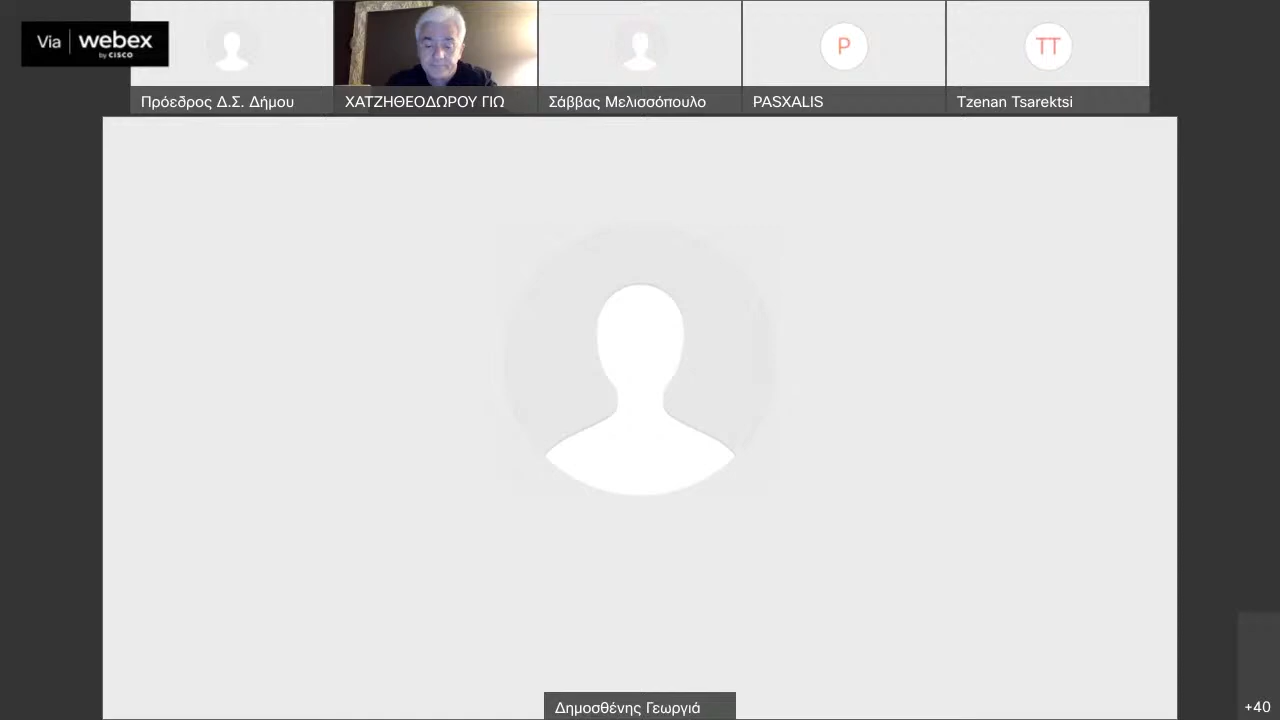 Via webex
by CISCO
Πρόεδρος Δ.Σ. Δήμου
ΧΑΤΖΗΘΕΟΔΩΡΟΥ ΓΙΩ
Σάββας Μελισσόπουλο
P
PASXALIS
TT
Tzenan Tsarektsi
Δημοσθένης Γεωργιά
+40